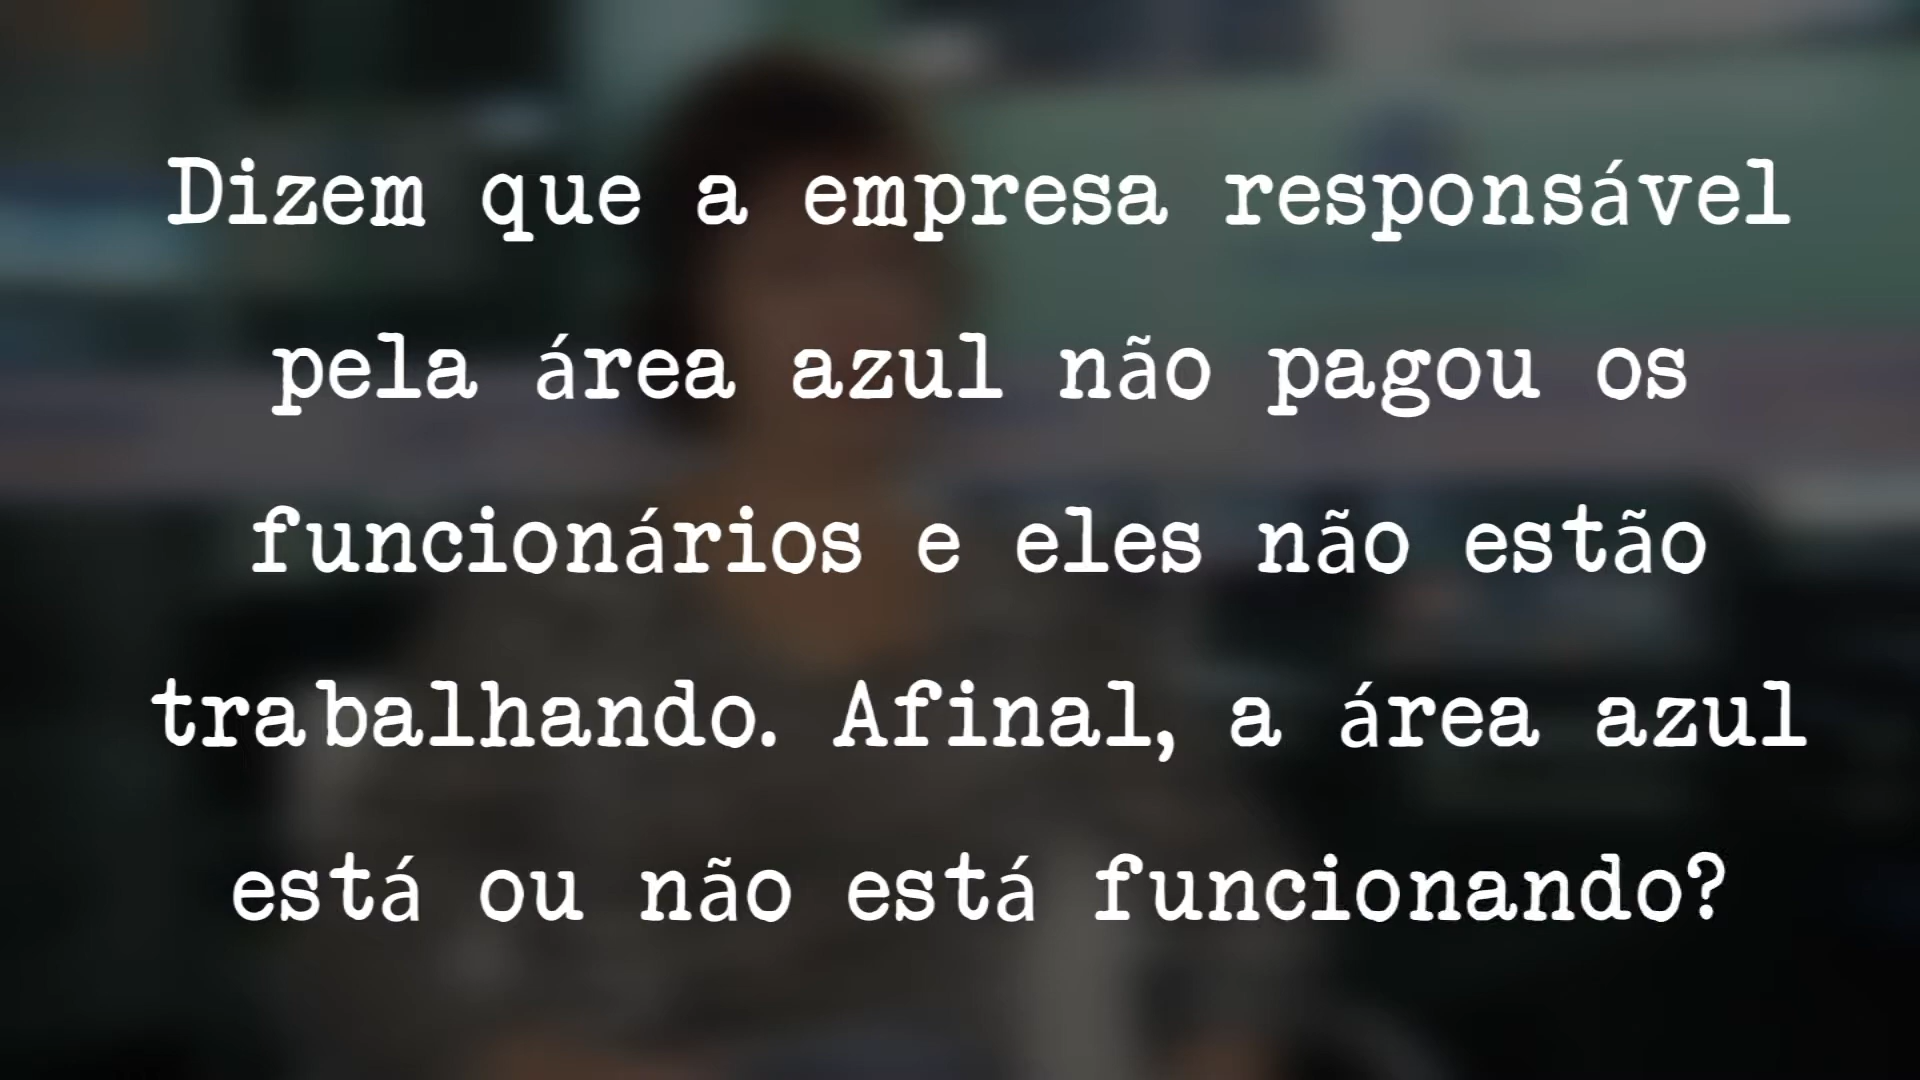 Dizem que a empresa responsável
pela área azul não pagou os
funcionários e eles não estão
trabalhando. Afinal, a área azul
está ou não está funcionando?